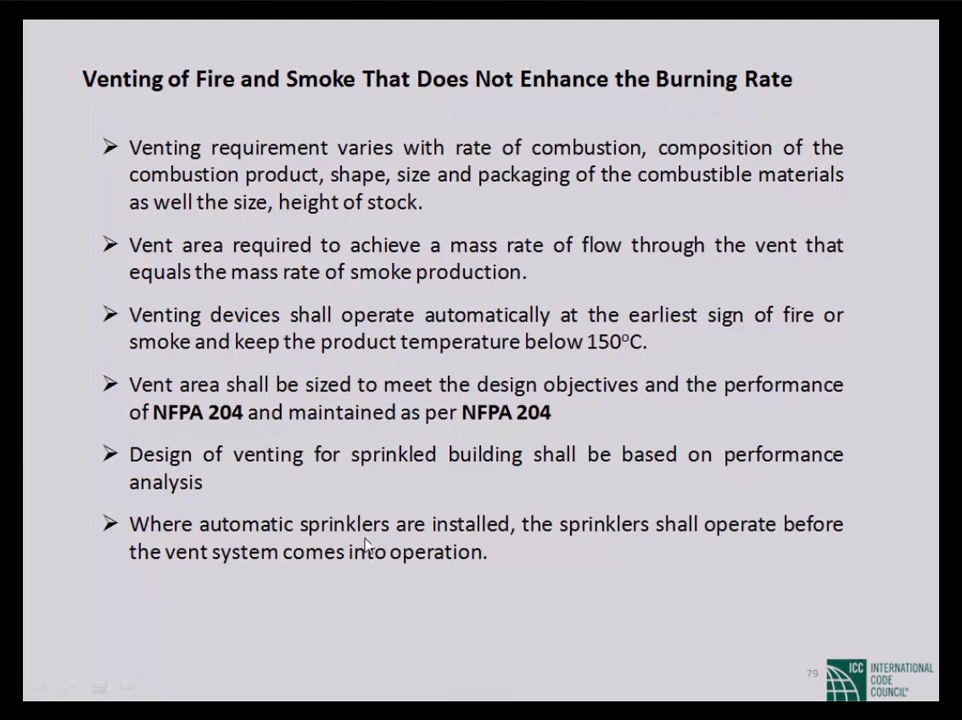 Venting of Fire and Smoke That Does Not Enhance the Burning Rate
➢ Venting requirement varies with rate of combustion, composition of the
combustion product, shape, size and packaging of the combustible materials
as well the size, height of stock.
➢ Vent area required to achieve a mass rate of flow through the vent that
equals the mass rate of smoke production.
➢ Venting devices shall operate automatically at the earliest sign of fire or
smoke and keep the product temperature below 150°C.
➢ Vent area shall be sized to meet the design objectives and the performance
of NFPA 204 and maintained as per NFPA 204
➢ Design of venting for sprinkled building shall be based on performance
analysis
➢ Where automatic sprinklers are installed, the sprinklers shall operate before
the vent system comes into operation.
79
ICC
INTERNATIONAL
CODE
COUNCIL®